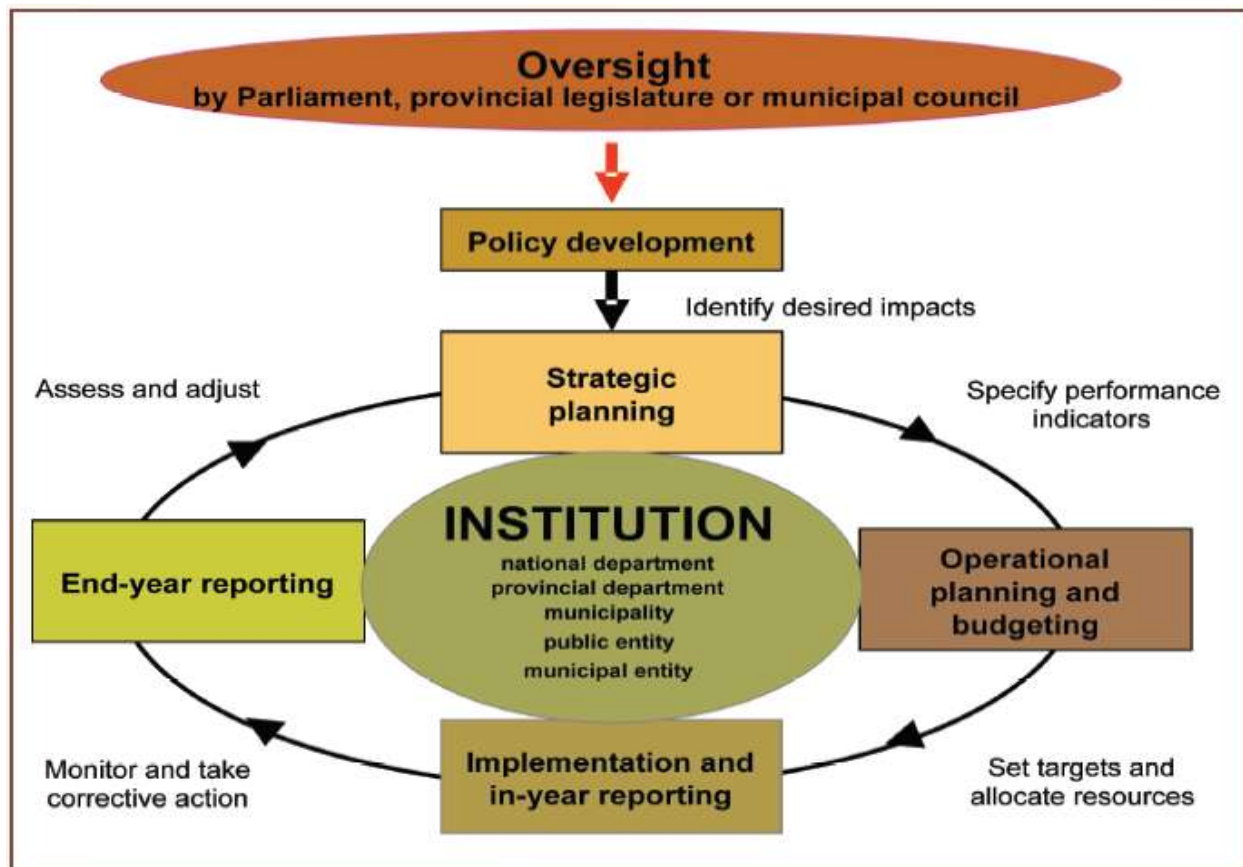 Oversight
by Parliament, provincial legislature or municipal council
Policy development
Identify desired impacts
Strategic
planning
Assess and adjust
Specify performance
indicators
INSTITUTION
national department
provincial department
municipality
public entity
municipal entity
End-year reporting
Operational
planning and
budgeting
Implementation and
in-year reporting
Monitor and take
corrective action
Set targets and
allocate resources